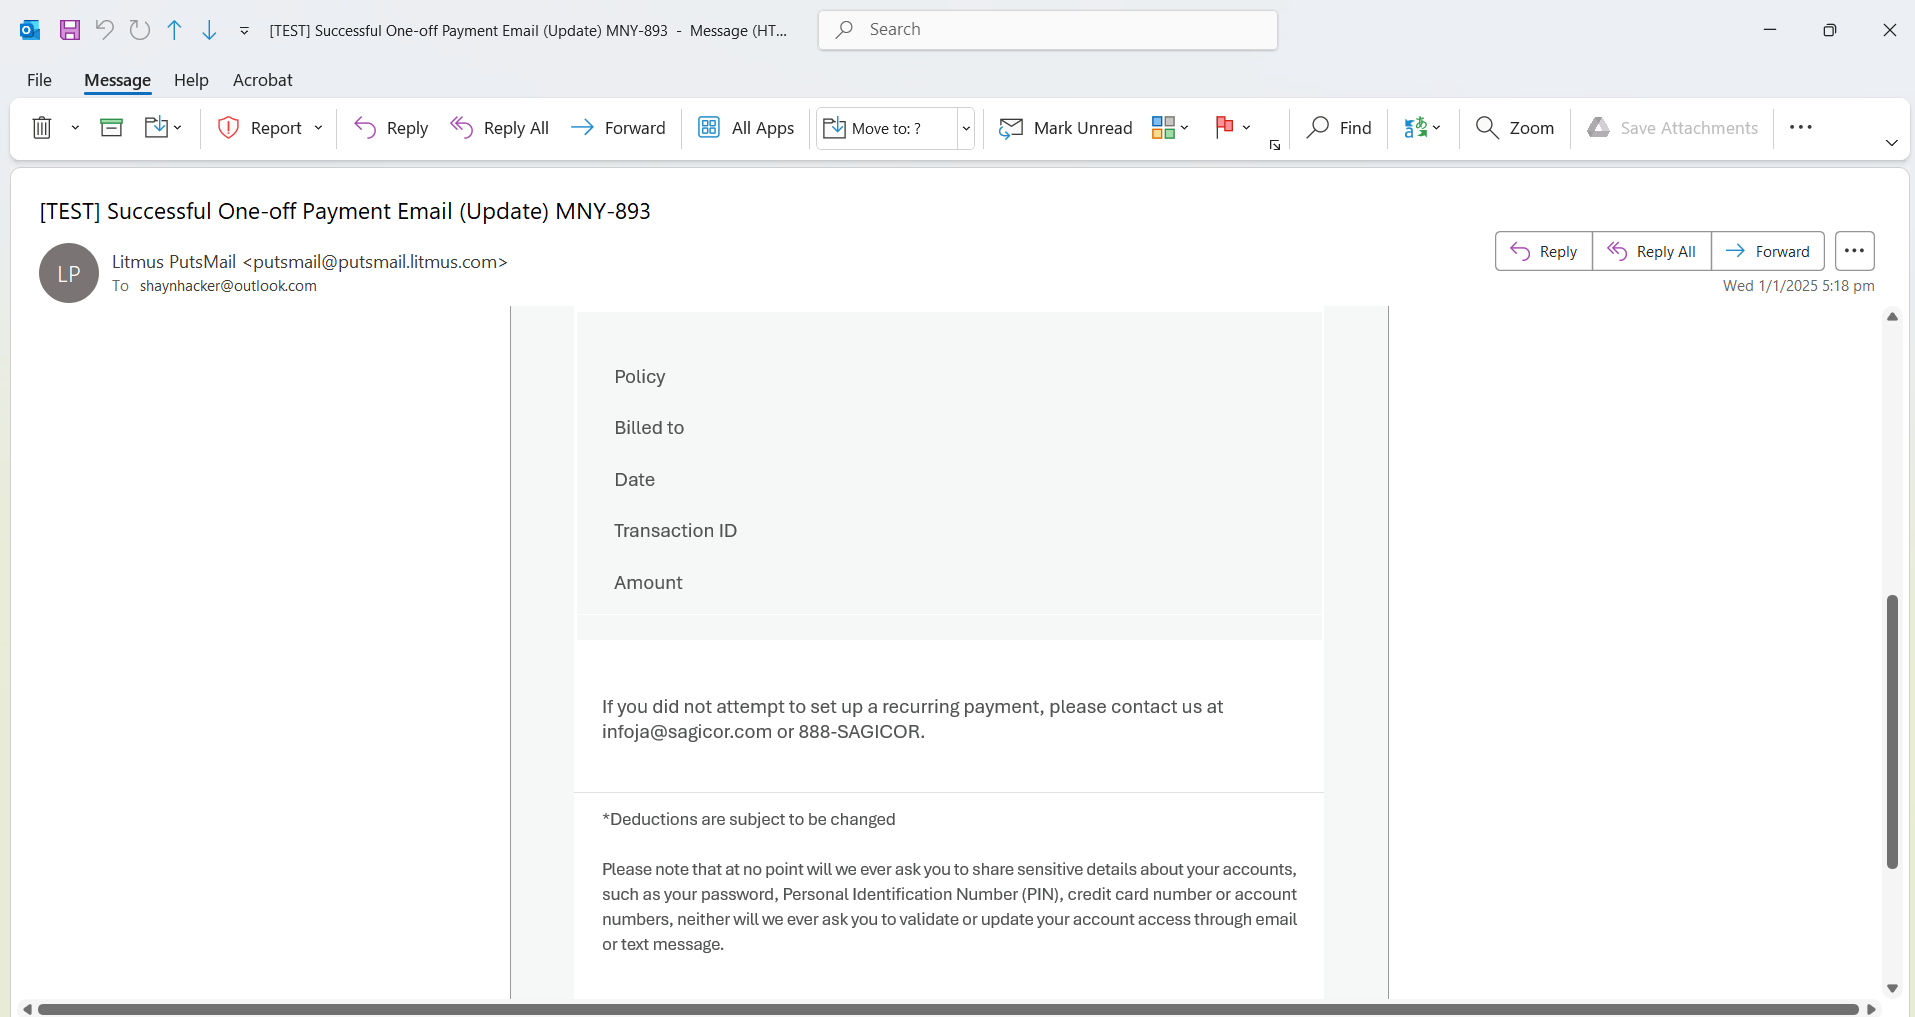 [TEST] Successful One-off Payment Email (Update) MNY-893 - Message (HT...
Search
File Message Help Acrobat
Report Reply Reply All Forward All Apps Move to: ? Mark Unread Find Zoom Save Attachments
[TEST] Successful One-off Payment Email (Update) MNY-893
LP
Litmus PutsMail <putsmail@putsmail.litmus.com>
To shaynhacker@outlook.com
Reply Reply All Forward
Wed 1/1/2025 5:18 pm
Policy
Billed to
Date
Transaction ID
Amount
If you did not attempt to set up a recurring payment, please contact us at
infoja@sagicor.com or 888-SAGICOR.
*Deductions are subject to be changed
Please note that at no point will we ever ask you to share sensitive details about your accounts,
such as your password, Personal Identification Number (PIN), credit card number or account
numbers, neither will we ever ask you to validate or update your account access through email
or text message.